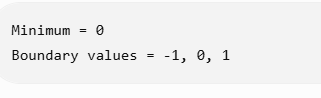 Minimum = 0
Boundary values = -1, 0, 1